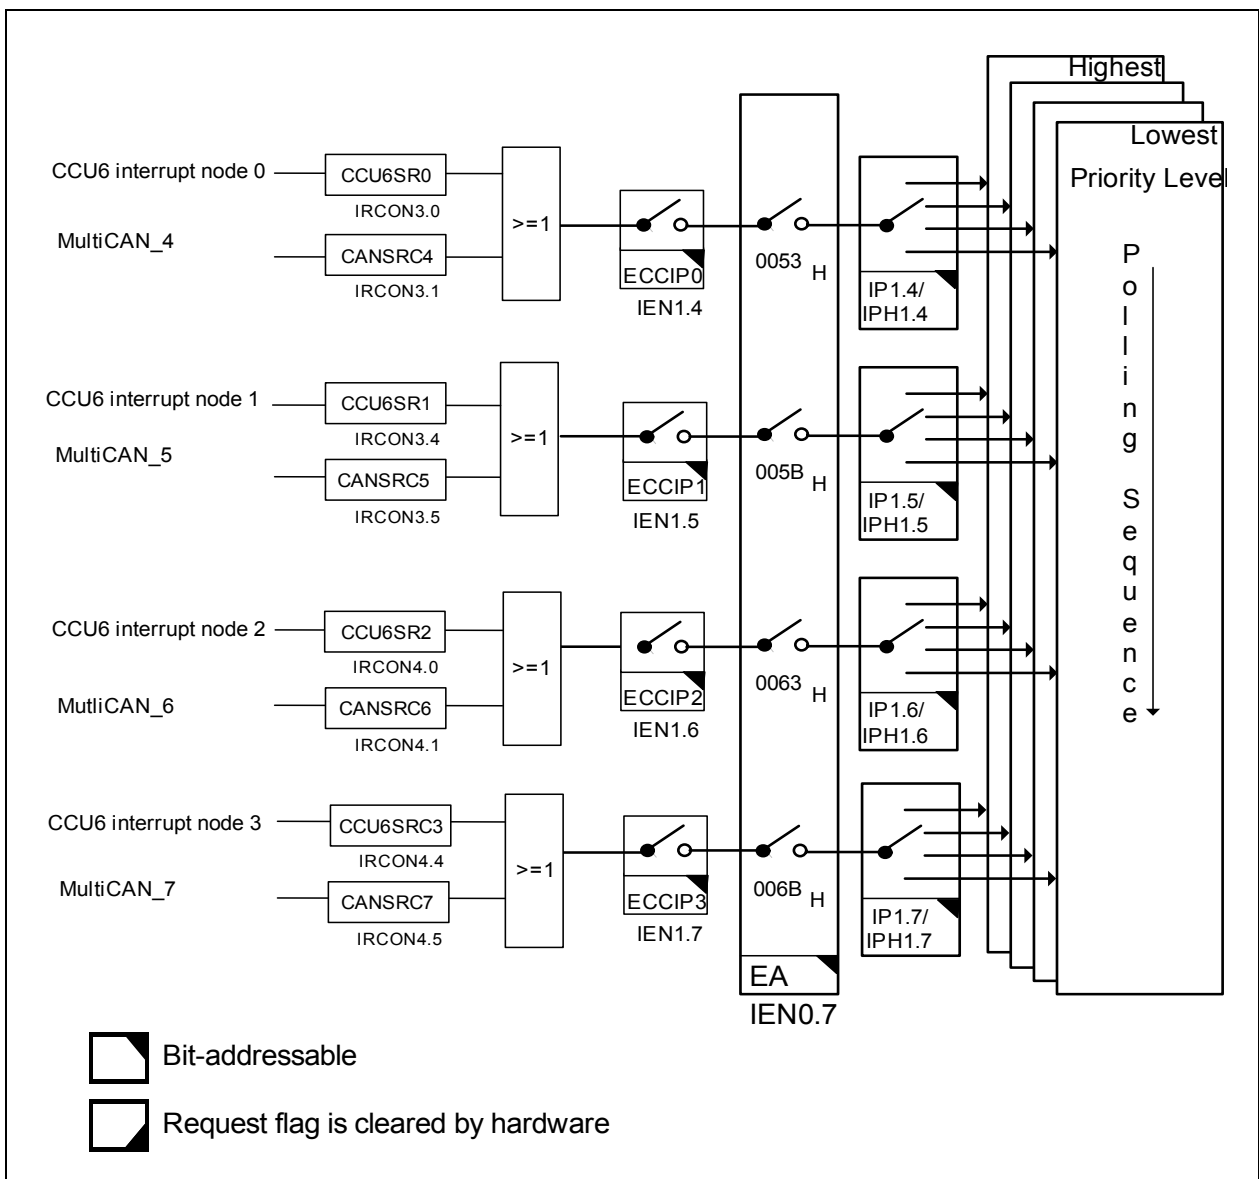 Highest
Lowest
Priority Level
CCU6 interrupt node 0
CCU6SR0
IRCON3.0
MultiCAN_4
CANSRC4
IRCON3.1
>=1
ECCIP0
IEN1.4
0053 H
IP1.4/
IPH1.4
CCU6 interrupt node 1
CCU6SR1
IRCON3.4
MultiCAN_5
CANSRC5
IRCON3.5
>=1
ECCIP1
IEN1.5
005B H
IP1.5/
IPH1.5
CCU6 interrupt node 2
CCU6SR2
IRCON4.0
MutliCAN_6
CANSRC6
IRCON4.1
>=1
ECCIP2
IEN1.6
0063 H
IP1.6/
IPH1.6
CCU6 interrupt node 3
CCU6SRC3
IRCON4.4
MultiCAN_7
CANSRC7
IRCON4.5
>=1
ECCIP3
IEN1.7
006B H
IP1.7/
IPH1.7
EA
IEN0.7
Polling Sequence
Bit-addressable
Request flag is cleared by hardware